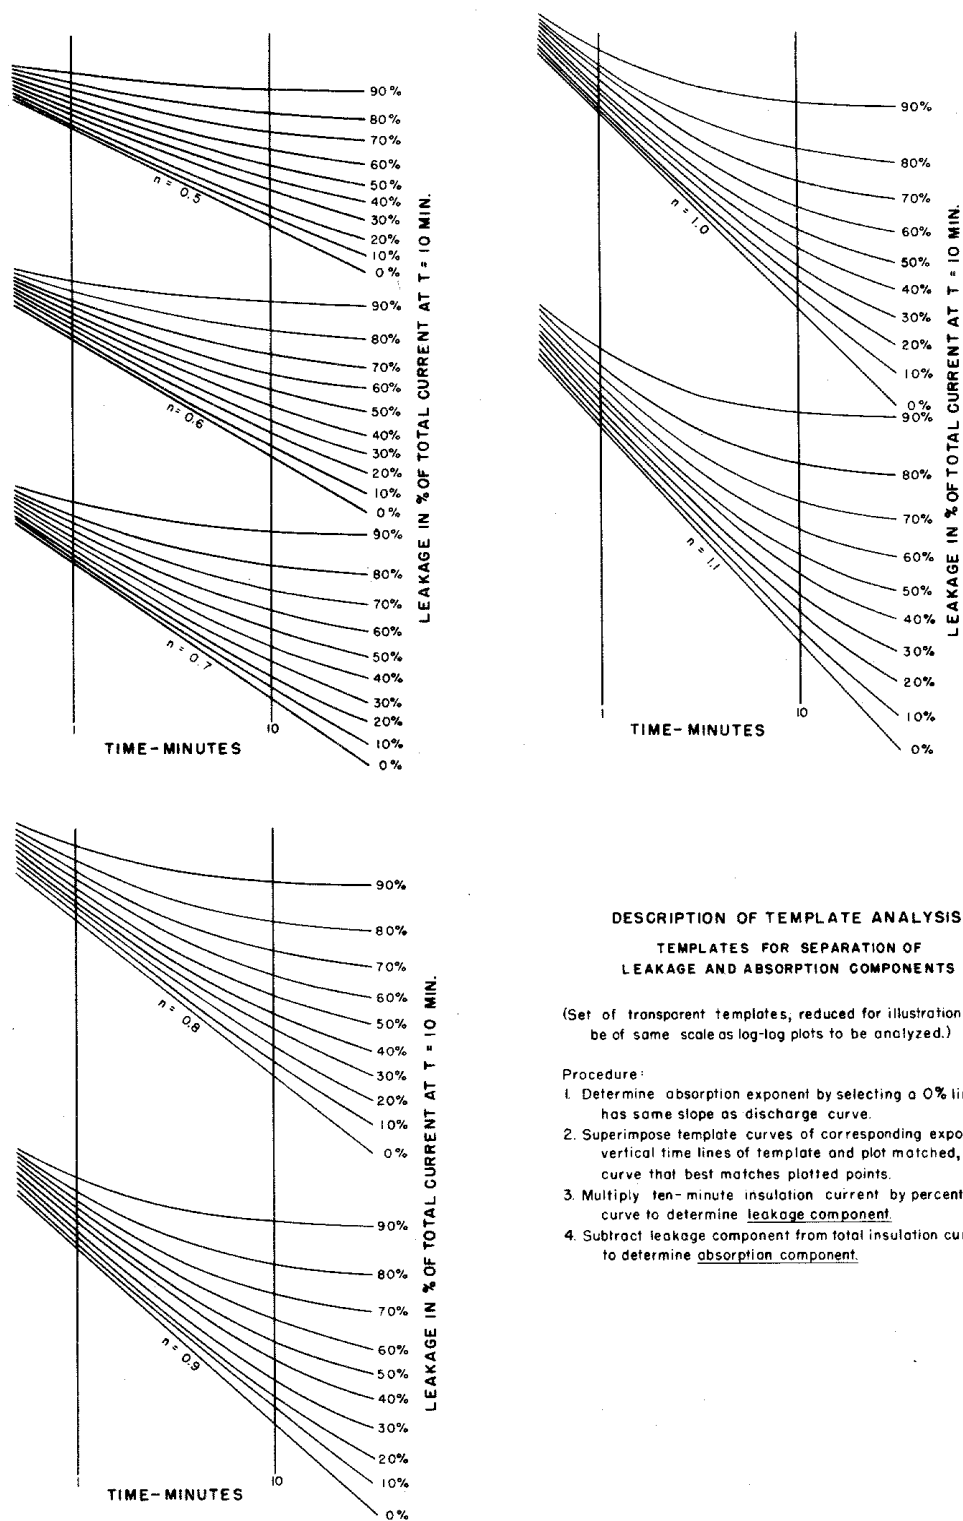 90%
80%
70%
60%
50%
40%
30%
20%
10%
0%
n = 0.5
90%
80%
70%
60%
50%
40%
30%
20%
10%
0%
n = 0.6
90%
80%
70%
60%
50%
40%
30%
20%
10%
0%
n = 0.7
1
10
TIME-MINUTES
LEAKAGE IN % OF TOTAL CURRENT AT T = 10 MIN.
90%
80%
70%
60%
50%
40%
30%
20%
10%
0%
n = 1.0
90%
80%
70%
60%
50%
40%
30%
20%
10%
0%
n = 1.1
1
10
TIME-MINUTES
LEAKAGE IN % OF TOTAL CURRENT AT T = 10 MIN.
90%
80%
70%
60%
50%
40%
30%
20%
10%
0%
n = 0.8
90%
80%
70%
60%
50%
40%
30%
20%
10%
0%
n = 0.9
1
10
TIME-MINUTES
LEAKAGE IN % OF TOTAL CURRENT AT T = 10 MIN.
DESCRIPTION OF TEMPLATE ANALYSIS
TEMPLATES FOR SEPARATION OF
LEAKAGE AND ABSORPTION COMPONENTS
(Set of transparent templates, reduced for illustration
be of same scale as log-log plots to be analyzed.)
Procedure:
1. Determine absorption exponent by selecting a 0% li
has same slope as discharge curve.
2. Superimpose template curves of corresponding expo
vertical time lines of template and plot matched,
curve that best matches plotted points.
3. Multiply ten-minute insulation current by percent
curve to determine leakage component.
4. Subtract leakage component from total insulation cu
to determine absorption component.